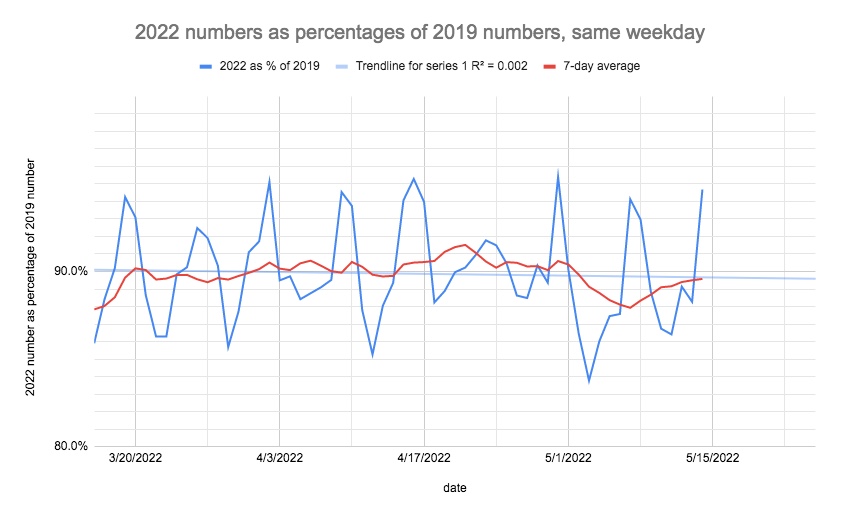 2022 numbers as percentages of 2019 numbers, same weekday
2022 as % of 2019 Trendline for series 1 R² = 0.002 7-day average
2022 number as percentage of 2019 number
90.0%
80.0%
3/20/2022 4/3/2022 4/17/2022 5/1/2022 5/15/2022
date